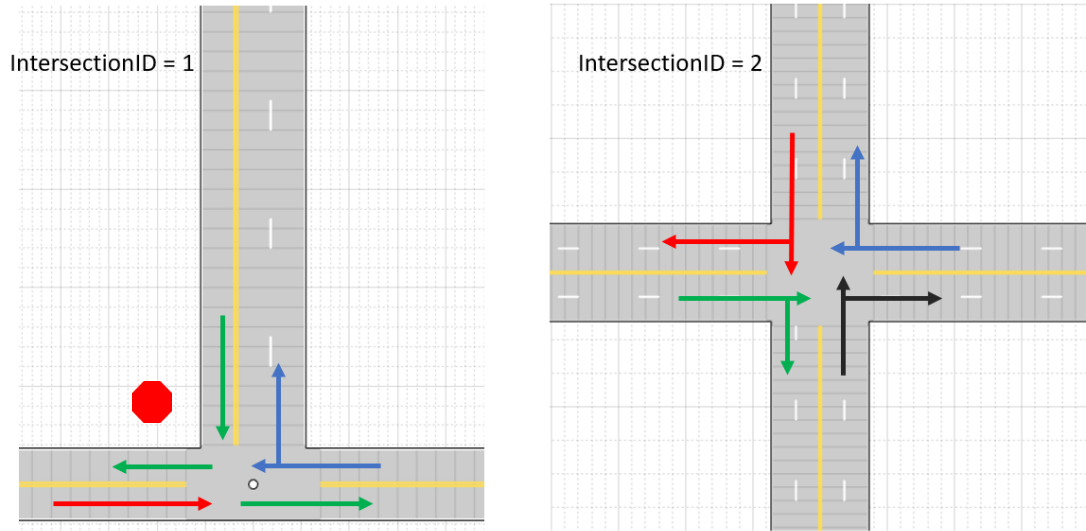 IntersectionID = 1
IntersectionID = 2